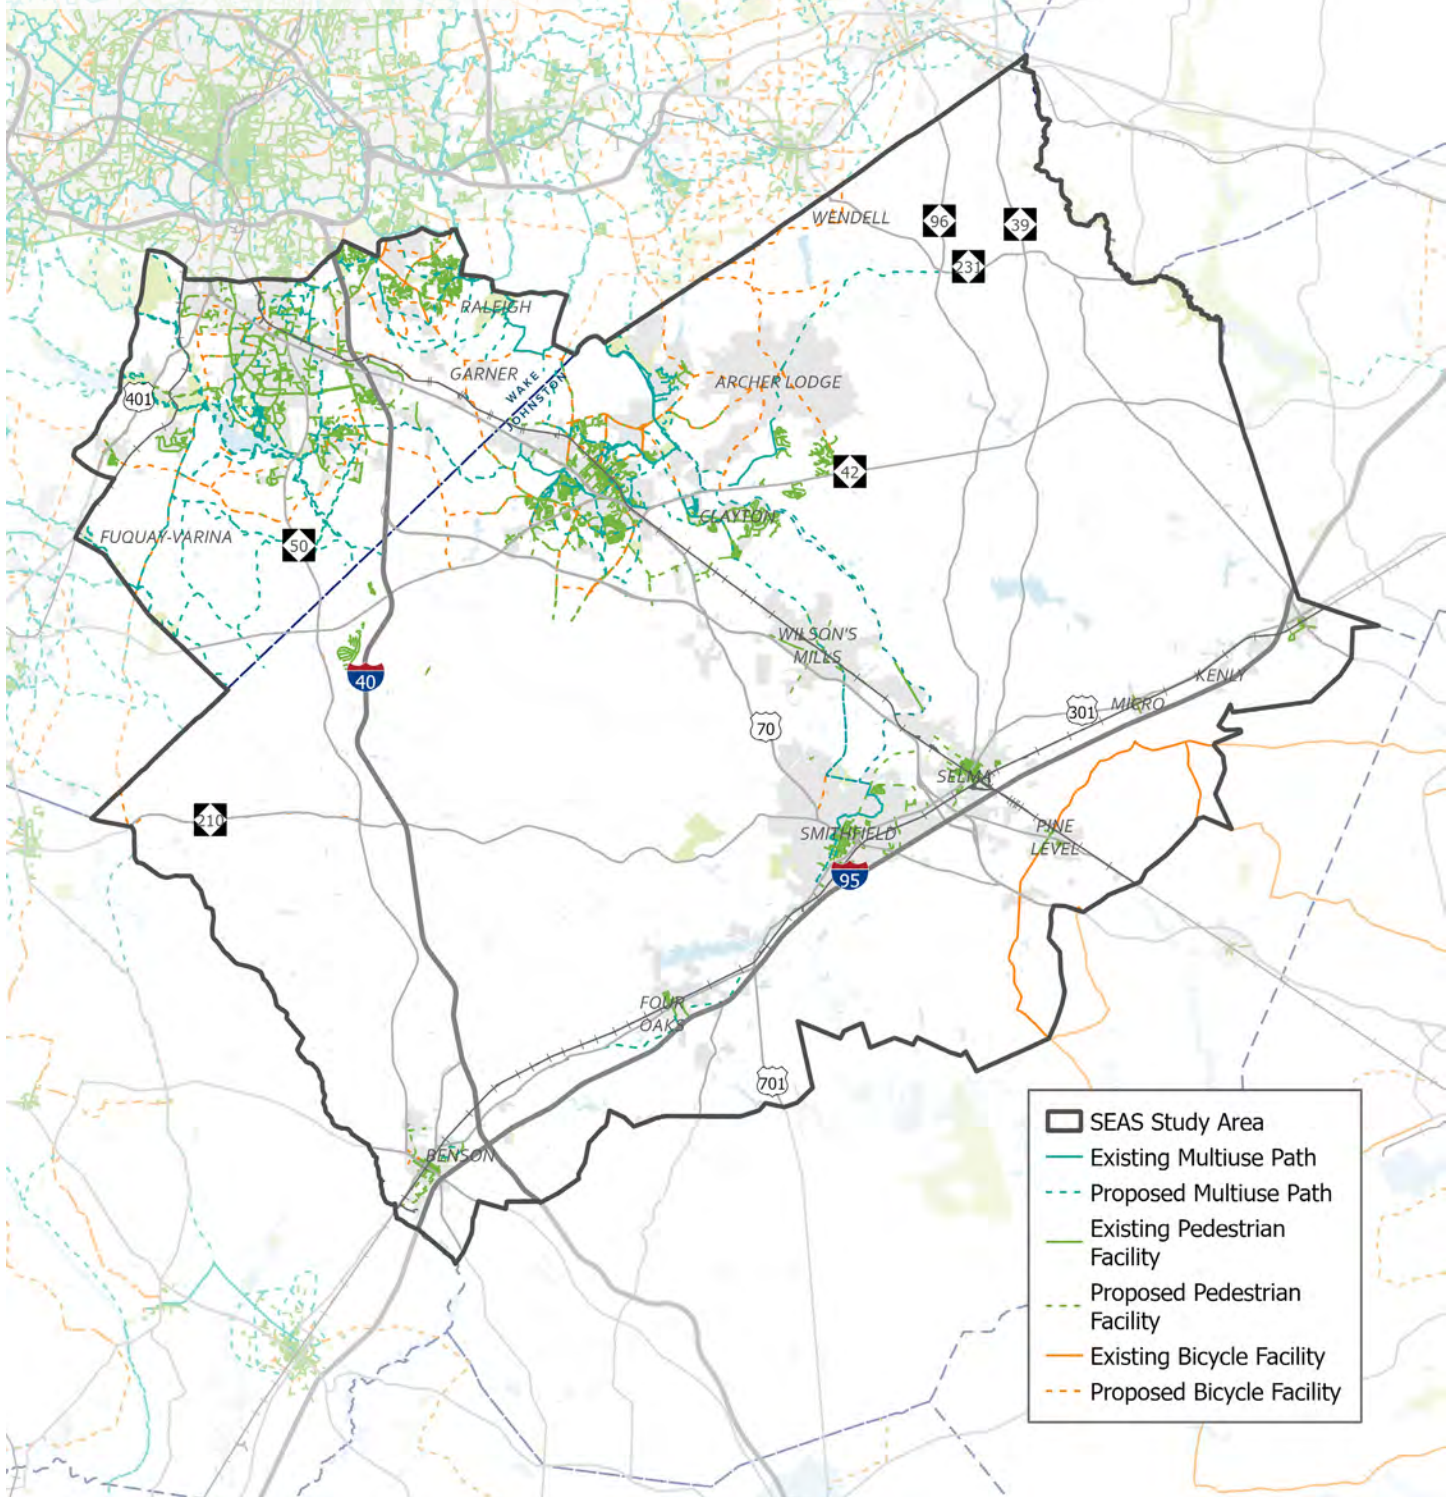 WENDELL
96
39
231
RALEIGH
GARNER
WAKE
JOHNSTON
ARCHER LODGE
401
42
CLAYTON
FUQUAY-VARINA
50
WILSON'S
MILLS
40
KENLY
MICRO
301
70
SELMA
210
SMITHFIELD
PINE
LEVEL
95
FOUR
OAKS
701
BENSON
SEAS Study Area
Existing Multiuse Path
Proposed Multiuse Path
Existing Pedestrian
Facility
Proposed Pedestrian
Facility
Existing Bicycle Facility
Proposed Bicycle Facility